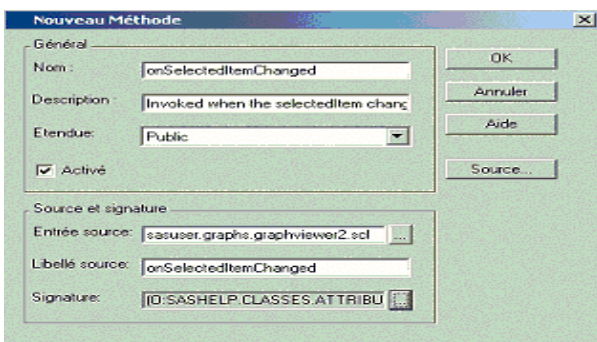 Nouveau Méthode
Général
Nom : onSelectedItemChanged
Description : Invoked when the selectedItem chang
Etendue: Public
Activé
OK
Annuler
Aide
Source...
Source et signature
Entrée source: sasuser.graphs.graphviewer2.scl ...
Libellé source: onSelectedItemChanged
Signature: (O:SASHELP.CLASSES.ATTRIBU